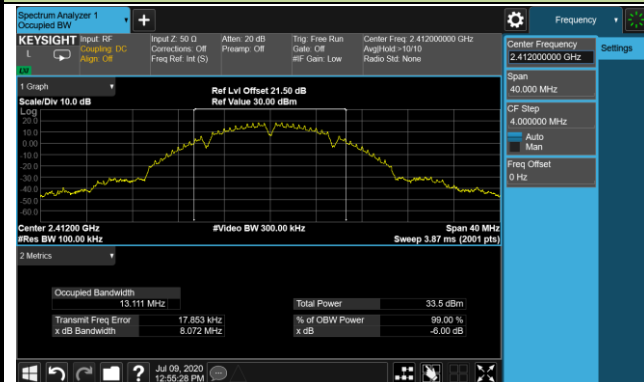 Spectrum Analyzer 1
Occupied BW
Frequency
KEYSIGHT
L
Input: RF
Coupling: DC
Align: Off
Input Z: 50 Ω
Corrections: Off
Freq Ref: Int (S)
Atten: 20 dB
Preamp: Off
Trig: Free Run
Gate: Off
#IF Gain: Low
Center Freq: 2.412000000 GHz
Avg|Hold:>10/10
Radio Std: None
Center Frequency
2.412000000 GHz
Settings
Span
40.000 MHz
CF Step
4.000000 MHz
Auto
Man
Freq Offset
0 Hz
1 Graph
Scale/Div 10.0 dB
Ref Lvl Offset 21.50 dB
Ref Value 30.00 dBm
Log
20.0
10.0
0.00
-10.0
-20.0
-30.0
-40.0
-50.0
-60.0
Center 2.41200 GHz
#Res BW 100.00 kHz
#Video BW 300.00 kHz
Span 40 MHz
Sweep 3.87 ms (2001 pts)
2 Metrics
Occupied Bandwidth
13.111 MHz
Total Power 33.5 dBm
Transmit Freq Error 17.853 kHz
% of OBW Power 99.00 %
x dB Bandwidth 8.072 MHz
x dB -6.00 dB
?
Jul 09, 2020
12:55:28 PM